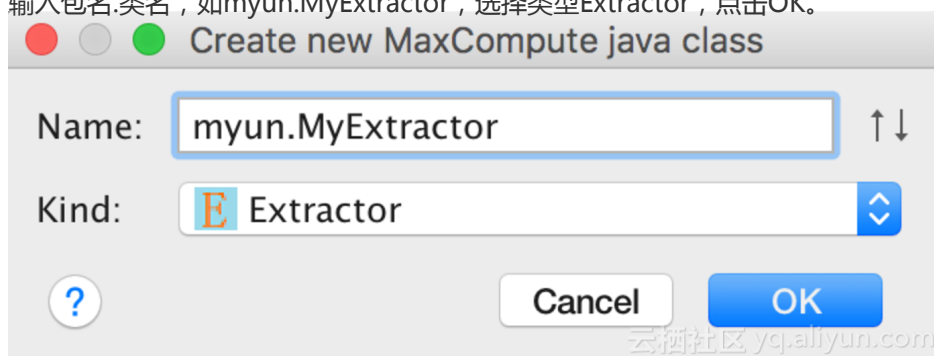 输入包名.类名，如myun.MyExtractor，选择类型Extractor，点击OK。
Create new MaxCompute java class
Name: myun.MyExtractor ↑↓
Kind: E Extractor
? Cancel OK
云栖社区 yq.aliyun.com